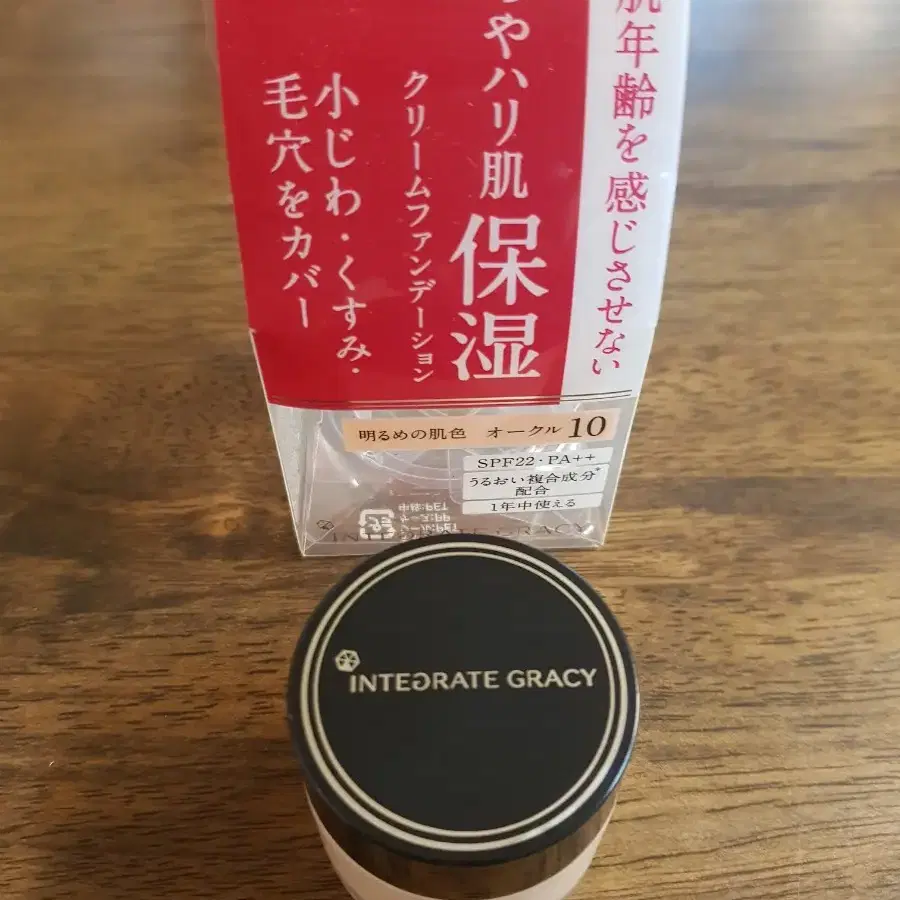 肌年齢を感じさせない
やハリ肌
保湿
クリームファンデーション
小じわ・くすみ・
毛穴をカバー
明るめの肌色 オークル 10
SPF22・PA++
うるおい複合成分*
配合
1年中使える
INTEGRATE GRACY
INTEGRATE GRACY